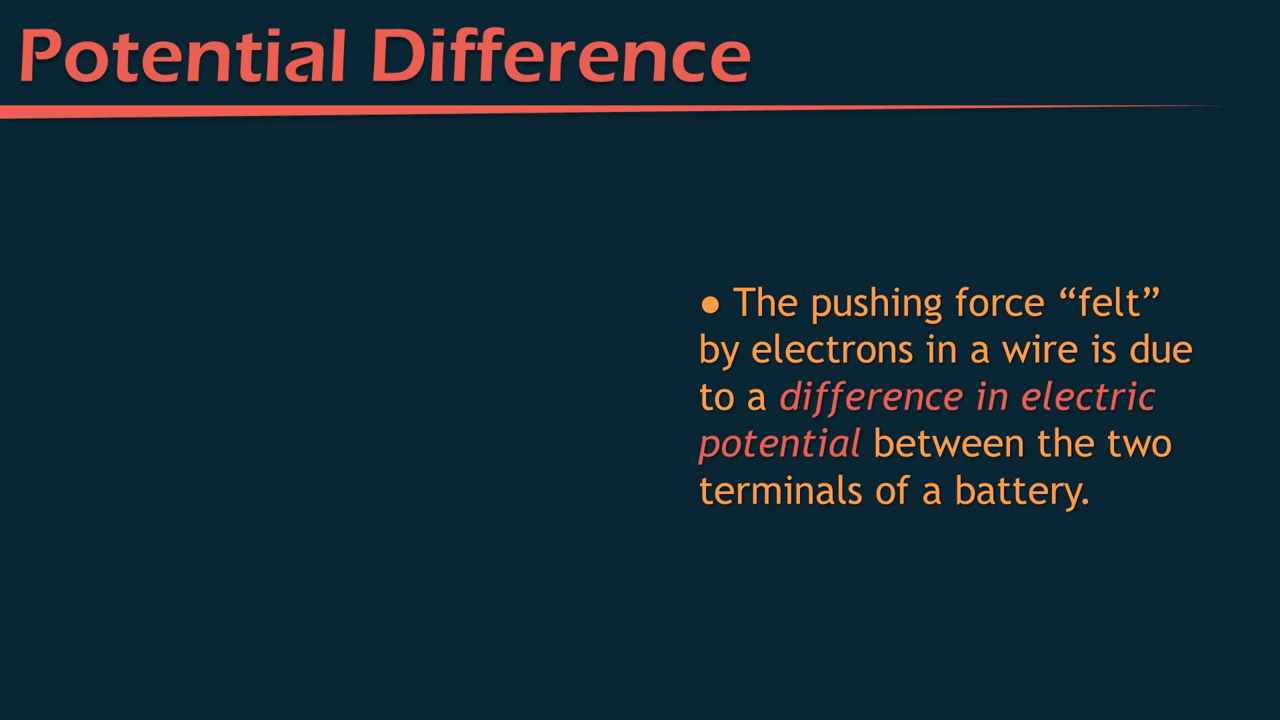 Potential Difference
● The pushing force “felt”
by electrons in a wire is due
to a difference in electric
potential between the two
terminals of a battery.